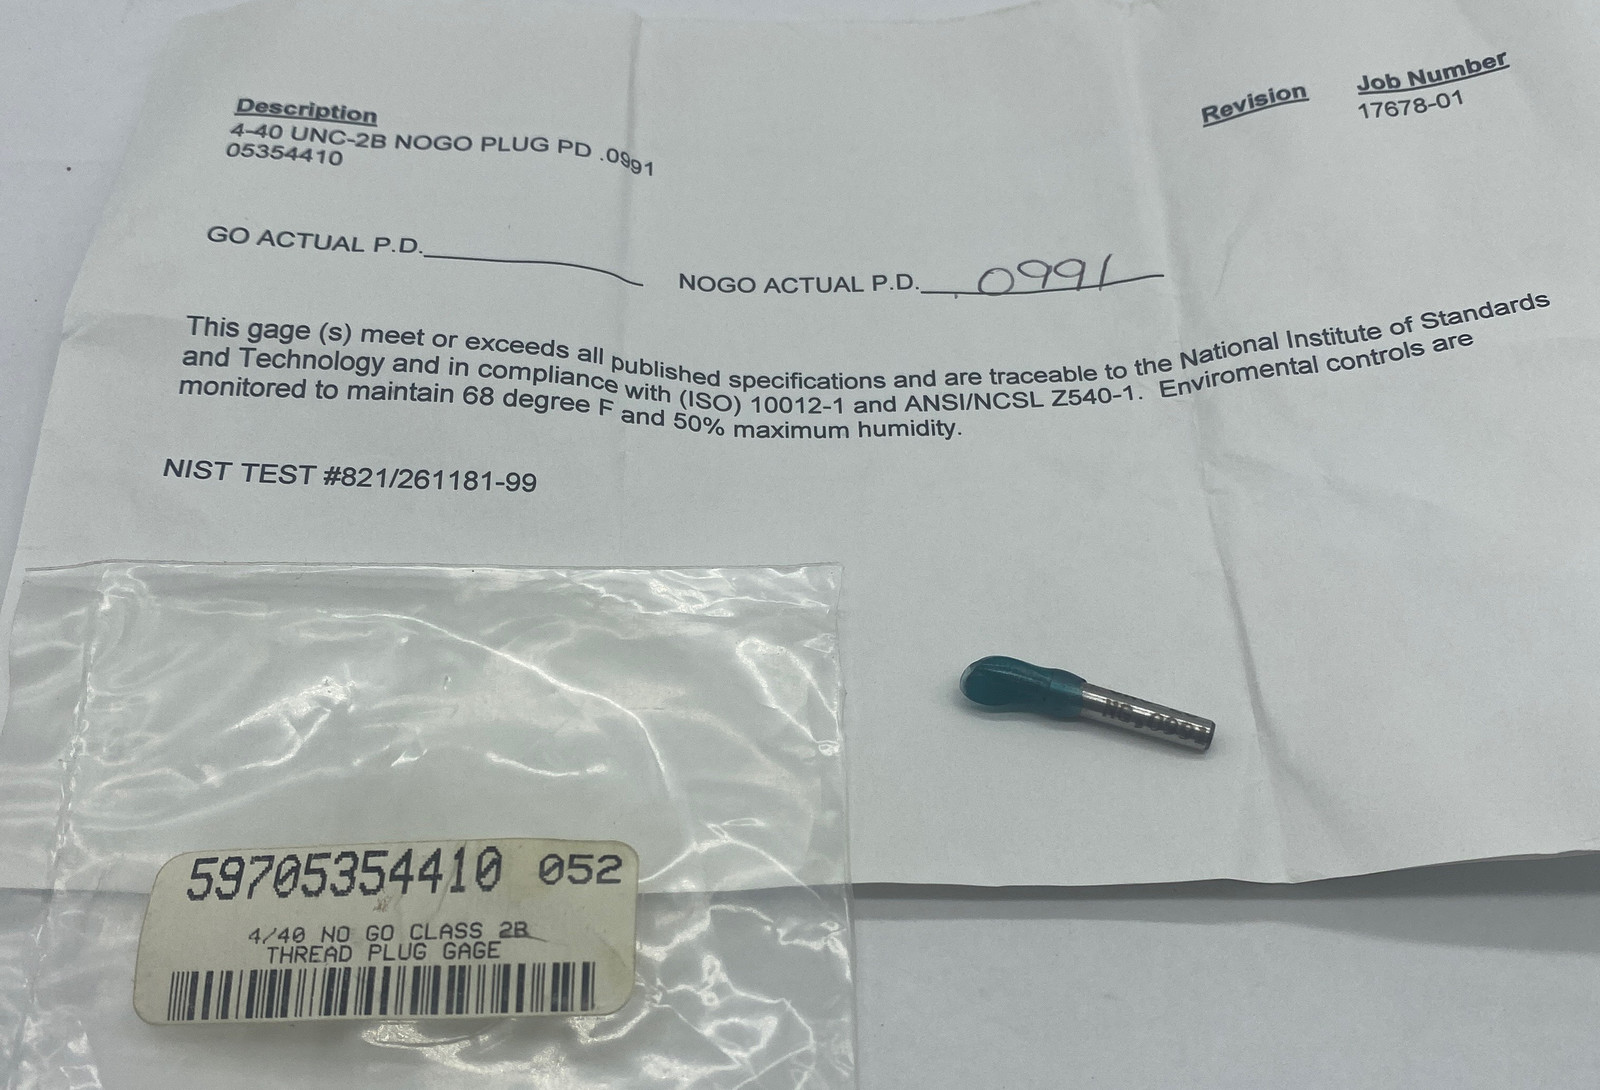 Description
4-40 UNC-2B NOGO PLUG PD .0991
05354410
Revision
Job Number
17678-01
GO ACTUAL P.D.
NOGO ACTUAL P.D. .0991
This gage (s) meet or exceeds all published specifications and are traceable to the National Institute of Standards
and Technology and in compliance with (ISO) 10012-1 and ANSI/NCSL Z540-1. Enviromental controls are
monitored to maintain 68 degree F and 50% maximum humidity.
NIST TEST #821/261181-99
59705354410 052
4/40 NO GO CLASS 2B
THREAD PLUG GAGE